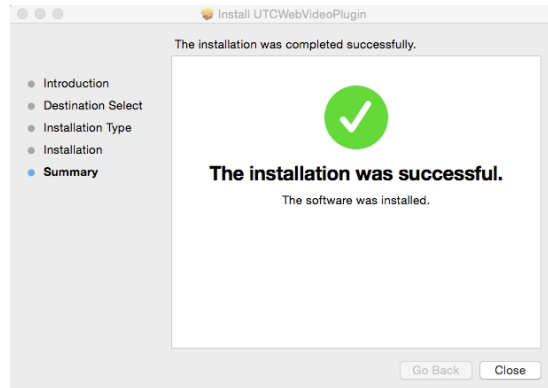 Install UTCWebVideoPlugin
The installation was completed successfully.
Introduction
Destination Select
Installation Type
Installation
Summary
The installation was successful.
The software was installed.
Go Back
Close